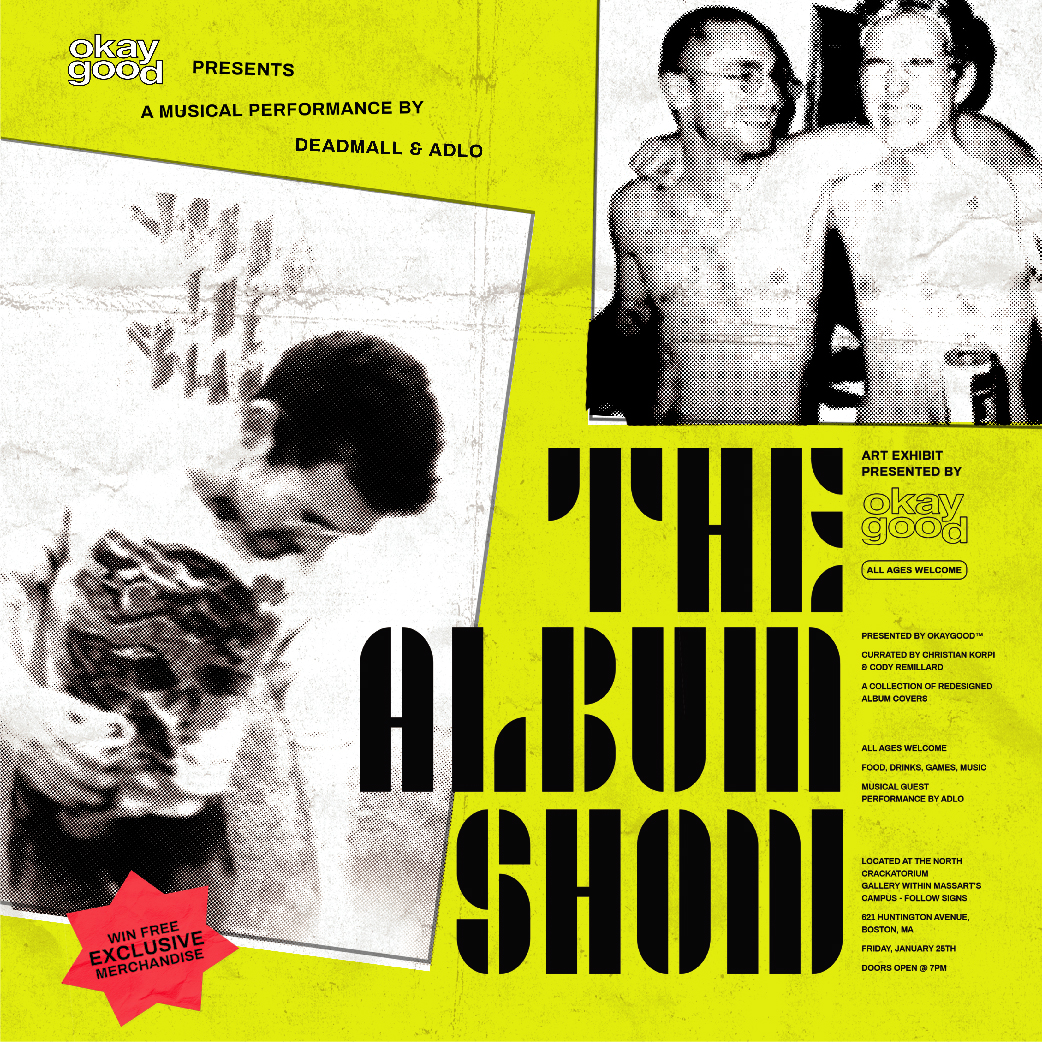 okay
good
PRESENTS
A MUSICAL PERFORMANCE BY
DEADMALL & ADLO
THE
ALBUM
SHOW
ART EXHIBIT
PRESENTED BY
okay
good
ALL AGES WELCOME
PRESENTED BY OKAYGOOD™
CURRATED BY CHRISTIAN KORPI
& CODY REMILLARD
A COLLECTION OF REDESIGNED
ALBUM COVERS
ALL AGES WELCOME
FOOD, DRINKS, GAMES, MUSIC
MUSICAL GUEST
PERFORMANCE BY ADLO
LOCATED AT THE NORTH
CRACKATORIUM
GALLERY WITHIN MASSART'S
CAMPUS - FOLLOW SIGNS
621 HUNTINGTON AVENUE,
BOSTON, MA
FRIDAY, JANUARY 25TH
DOORS OPEN @ 7PM
WIN FREE
EXCLUSIVE
MERCHANDISE